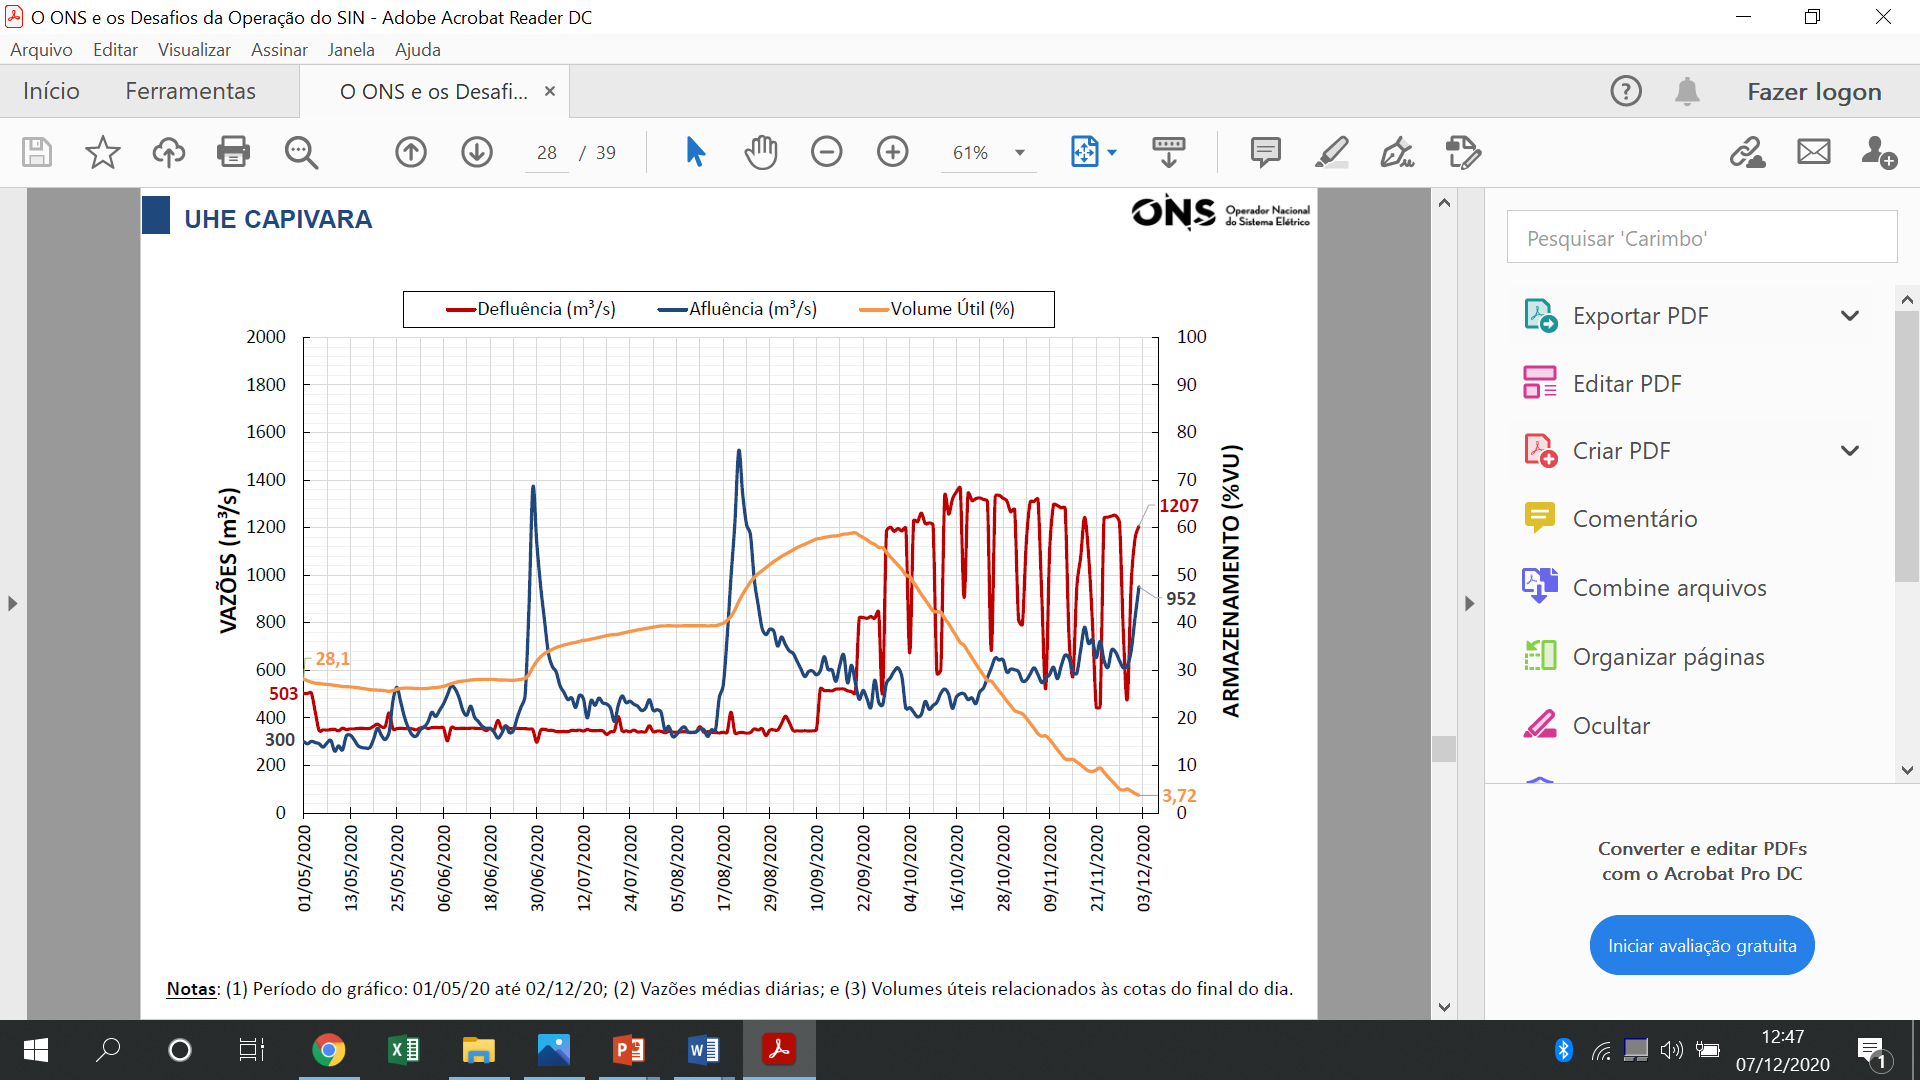 O ONS e os Desafios da Operação do SIN - Adobe Acrobat Reader DC
Arquivo Editar Visualizar Assinar Janela Ajuda
Início Ferramentas O ONS e os Desafi... × Fazer logon
28 / 39 61%
UHE CAPIVARA
ONS Operador Nacional
do Sistema Elétrico
Defluência (m³/s) Afluência (m³/s) Volume Útil (%)
VAZÕES (m³/s)
2000
1800
1600
1400
1200
1000
800
600
400
200
0
503
300
28,1
1207
952
3,72
100
90
80
70
60
50
40
30
20
10
0
ARMAZENAMENTO (%VU)
01/05/2020
13/05/2020
25/05/2020
06/06/2020
18/06/2020
30/06/2020
12/07/2020
24/07/2020
05/08/2020
17/08/2020
29/08/2020
10/09/2020
22/09/2020
04/10/2020
16/10/2020
28/10/2020
09/11/2020
21/11/2020
03/12/2020
Notas: (1) Período do gráfico: 01/05/20 até 02/12/20; (2) Vazões médias diárias; e (3) Volumes úteis relacionados às cotas do final do dia.
Pesquisar 'Carimbo'
Exportar PDF
Editar PDF
Criar PDF
Comentário
Combine arquivos
Organizar páginas
Ocultar
Converter e editar PDFs
com o Acrobat Pro DC
Iniciar avaliação gratuita
12:47
07/12/2020
1